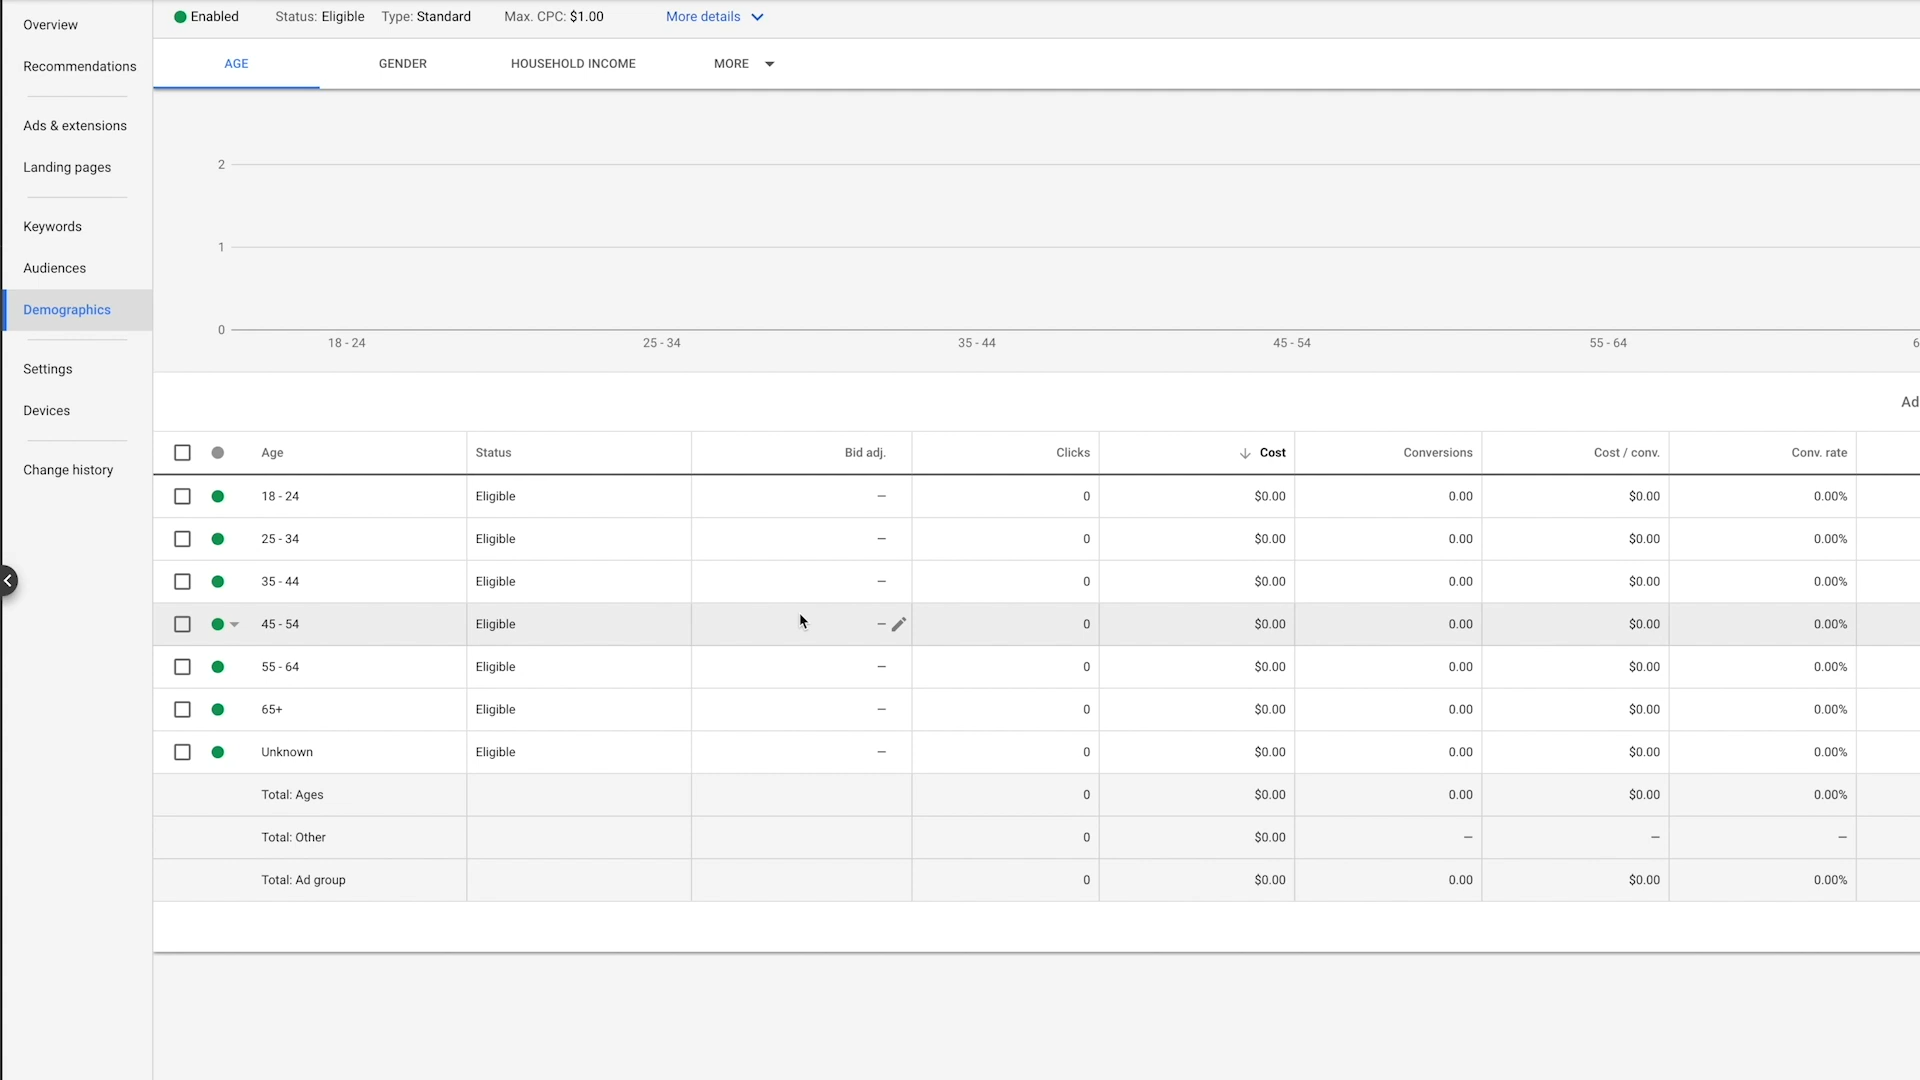 Overview
Recommendations
Ads & extensions
Landing pages
Keywords
Audiences
Demographics
Settings
Devices
Change history
Enabled Status: Eligible Type: Standard Max. CPC: $1.00 More details
AGE GENDER HOUSEHOLD INCOME MORE
2
1
0
18 - 24 25 - 34 35 - 44 45 - 54 55 - 64 6
Ad
Age Status Bid adj. Clicks Cost Conversions Cost / conv. Conv. rate
18 - 24 Eligible – 0 $0.00 0.00 $0.00 0.00%
25 - 34 Eligible – 0 $0.00 0.00 $0.00 0.00%
35 - 44 Eligible – 0 $0.00 0.00 $0.00 0.00%
45 - 54 Eligible – 0 $0.00 0.00 $0.00 0.00%
55 - 64 Eligible – 0 $0.00 0.00 $0.00 0.00%
65+ Eligible – 0 $0.00 0.00 $0.00 0.00%
Unknown Eligible – 0 $0.00 0.00 $0.00 0.00%
Total: Ages 0 $0.00 0.00 $0.00 0.00%
Total: Other 0 $0.00 – – –
Total: Ad group 0 $0.00 0.00 $0.00 0.00%